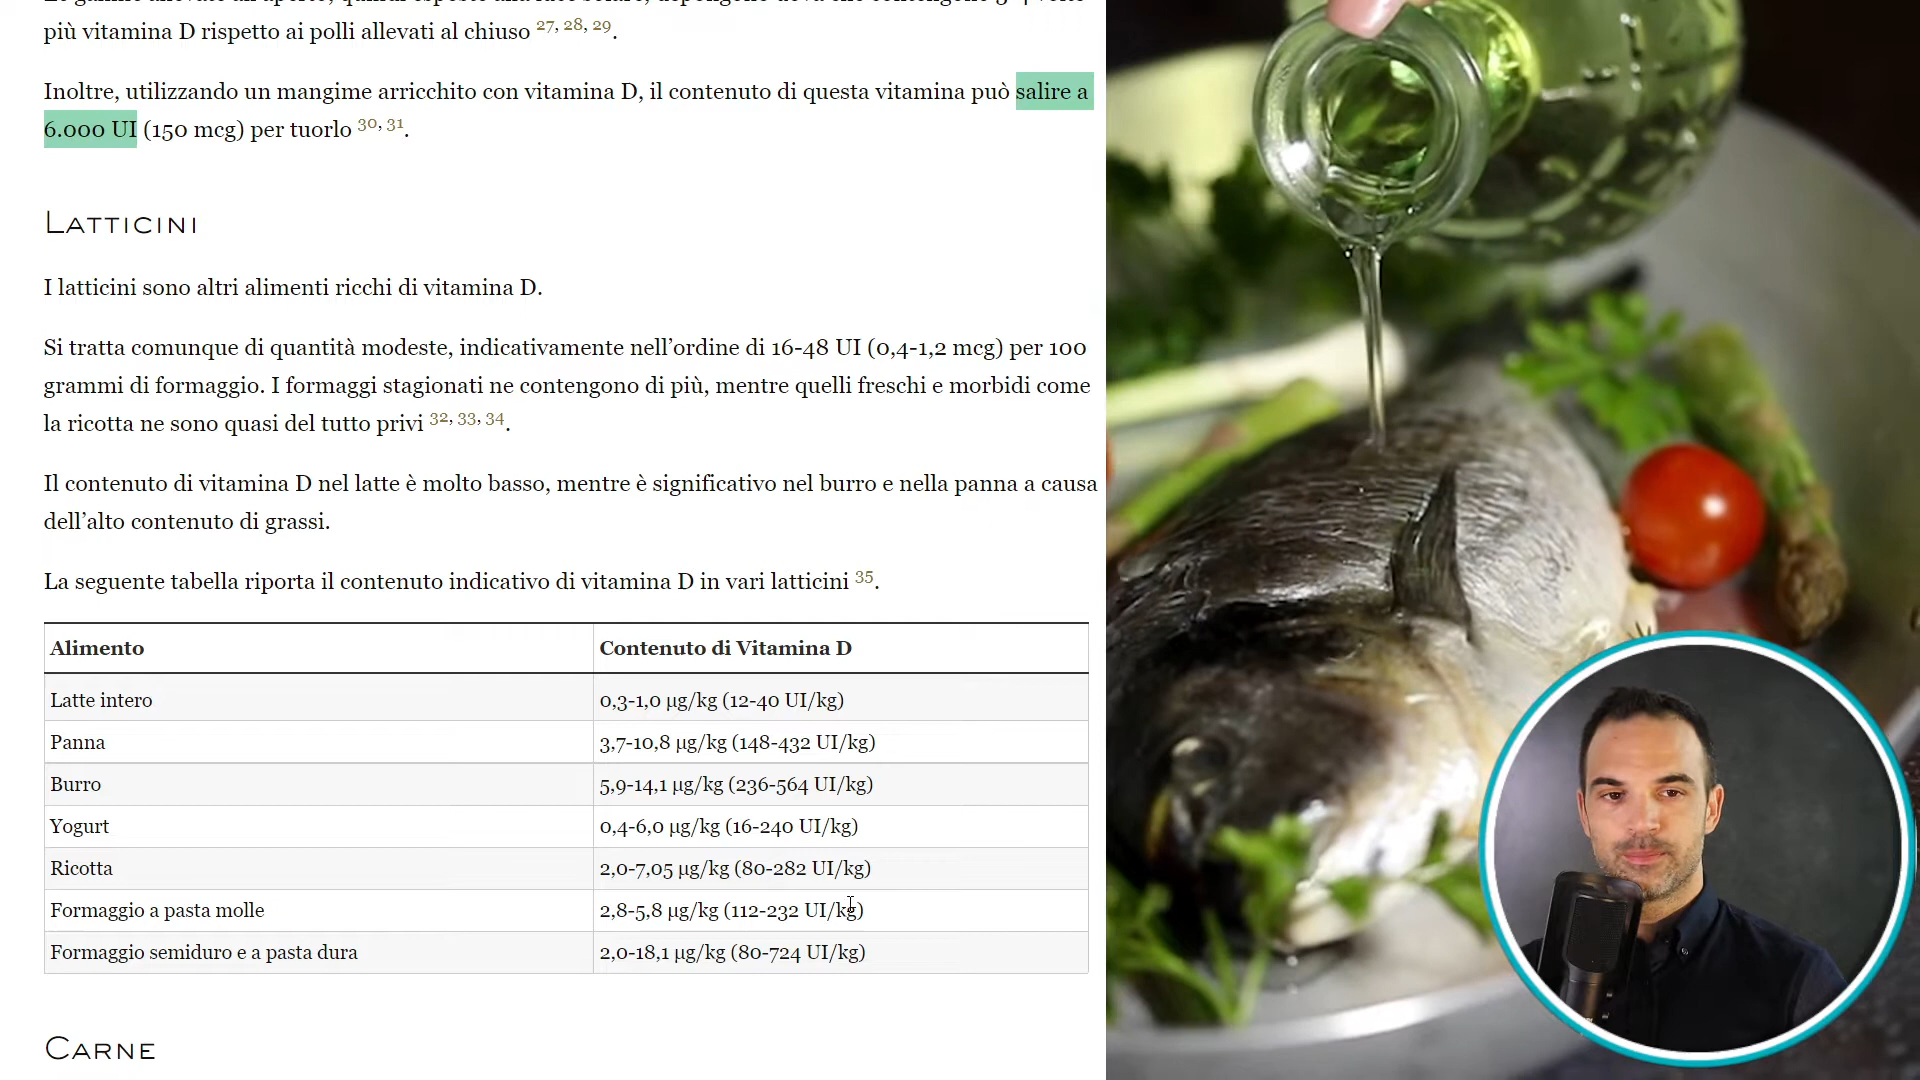 più vitamina D rispetto ai polli allevati al chiuso 27, 28, 29.
Inoltre, utilizzando un mangime arricchito con vitamina D, il contenuto di questa vitamina può salire a
6.000 UI (150 mcg) per tuorlo 30, 31.
Latticini
I latticini sono altri alimenti ricchi di vitamina D.
Si tratta comunque di quantità modeste, indicativamente nell’ordine di 16-48 UI (0,4-1,2 mcg) per 100
grammi di formaggio. I formaggi stagionati ne contengono di più, mentre quelli freschi e morbidi come
la ricotta ne sono quasi del tutto privi 32, 33, 34.
Il contenuto di vitamina D nel latte è molto basso, mentre è significativo nel burro e nella panna a causa
dell’alto contenuto di grassi.
La seguente tabella riporta il contenuto indicativo di vitamina D in vari latticini 35.
Alimento Contenuto di Vitamina D
Latte intero 0,3-1,0 µg/kg (12-40 UI/kg)
Panna 3,7-10,8 µg/kg (148-432 UI/kg)
Burro 5,9-14,1 µg/kg (236-564 UI/kg)
Yogurt 0,4-6,0 µg/kg (16-240 UI/kg)
Ricotta 2,0-7,05 µg/kg (80-282 UI/kg)
Formaggio a pasta molle 2,8-5,8 µg/kg (112-232 UI/kg)
Formaggio semiduro e a pasta dura 2,0-18,1 µg/kg (80-724 UI/kg)
Carne